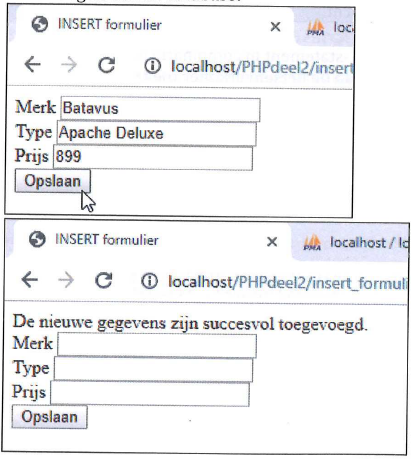 INSERT formulier
loc
localhost/PHPdeel2/insert
Merk Batavus
Type Apache Deluxe
Prijs 899
Opslaan
INSERT formulier
localhost / lo
localhost/PHPdeel2/insert_formuli
De nieuwe gegevens zijn succesvol toegevoegd.
Merk
Type
Prijs
Opslaan